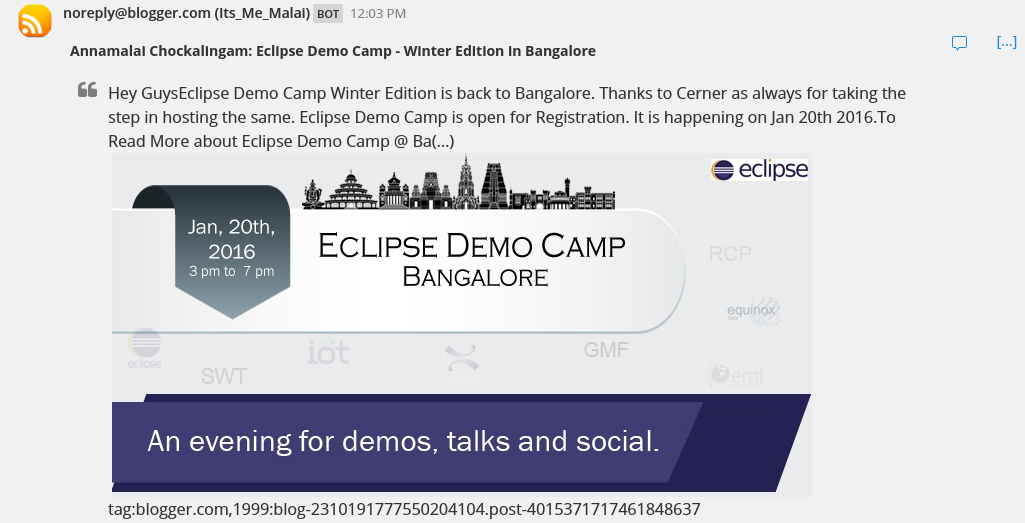 noreply@blogger.com (Its_Me_Malai) BOT 12:03 PM
Annamalai Chockalingam: Eclipse Demo Camp - Winter Edition in Bangalore
[...]
Hey GuysEclipse Demo Camp Winter Edition is back to Bangalore. Thanks to Cerner as always for taking the
step in hosting the same. Eclipse Demo Camp is open for Registration. It is happening on Jan 20th 2016.To
Read More about Eclipse Demo Camp @ Ba(...)
eclipse
Jan, 20th,
2016
3 pm to 7 pm
ECLIPSE DEMO CAMP
BANGALORE
RCP
equinox
eclipse
iot
GMF
SWT
emf
An evening for demos, talks and social.
tag:blogger.com,1999:blog-2310191777550204104.post-4015371717461848637